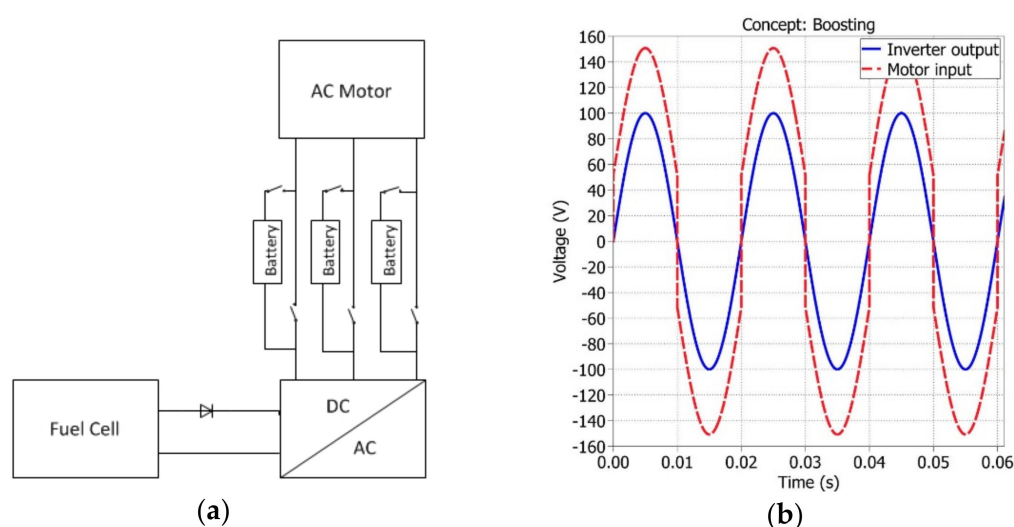 AC Motor
Battery
Battery
Battery
Fuel Cell
DC
AC
(a)
Concept: Boosting
Inverter output
Motor input
Voltage (V)
160
140
120
100
80
60
40
20
0
-20
-40
-60
-80
-100
-120
-140
-160
0.00 0.01 0.02 0.03 0.04 0.05 0.06
Time (s)
(b)